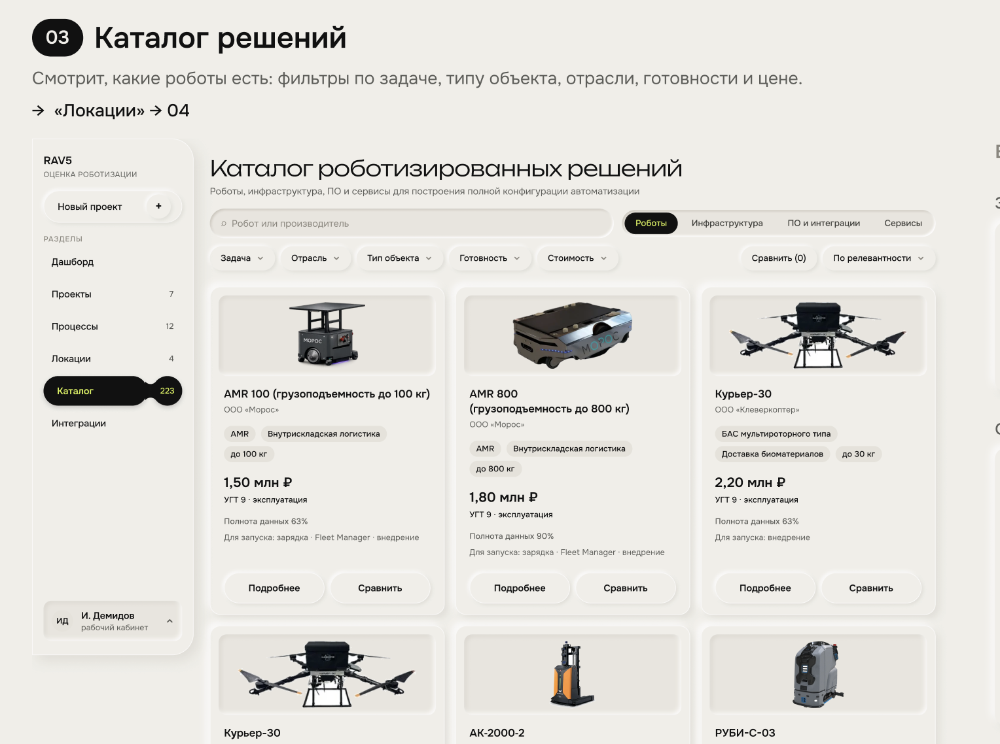 03 Каталог решений
Смотрит, какие роботы есть: фильтры по задаче, типу объекта, отрасли, готовности и цене.
→ «Локации» → 04
RAV5
ОЦЕНКА РОБОТИЗАЦИИ
Новый проект +
РАЗДЕЛЫ
Дашборд
Проекты 7
Процессы 12
Локации 4
Каталог 223
Интеграции
ИД И. Демидов
рабочий кабинет
Каталог роботизированных решений
Роботы, инфраструктура, ПО и сервисы для построения полной конфигурации автоматизации
Робот или производитель
Роботы Инфраструктура ПО и интеграции Сервисы
Задача Отрасль Тип объекта Готовность Стоимость Сравнить (0) По релевантности
МОРОС
AMR 100 (грузоподъемность до 100 кг)
ООО «Морос»
AMR Внутрискладская логистика
до 100 кг
1,50 млн ₽
УГТ 9 · эксплуатация
Полнота данных 63%
Для запуска: зарядка · Fleet Manager · внедрение
Подробнее Сравнить
МОРОС
AMR 800
(грузоподъемность до 800 кг)
ООО «Морос»
AMR Внутрискладская логистика
до 800 кг
1,80 млн ₽
УГТ 9 · эксплуатация
Полнота данных 90%
Для запуска: зарядка · Fleet Manager · внедрение
Подробнее Сравнить
Курьер-30
ООО «Клеверкоптер»
БАС мультироторного типа
Доставка биоматериалов до 30 кг
2,20 млн ₽
УГТ 9 · эксплуатация
Полнота данных 63%
Для запуска: внедрение
Подробнее Сравнить
Курьер-30
АК-2000-2
РУБИ-С-03